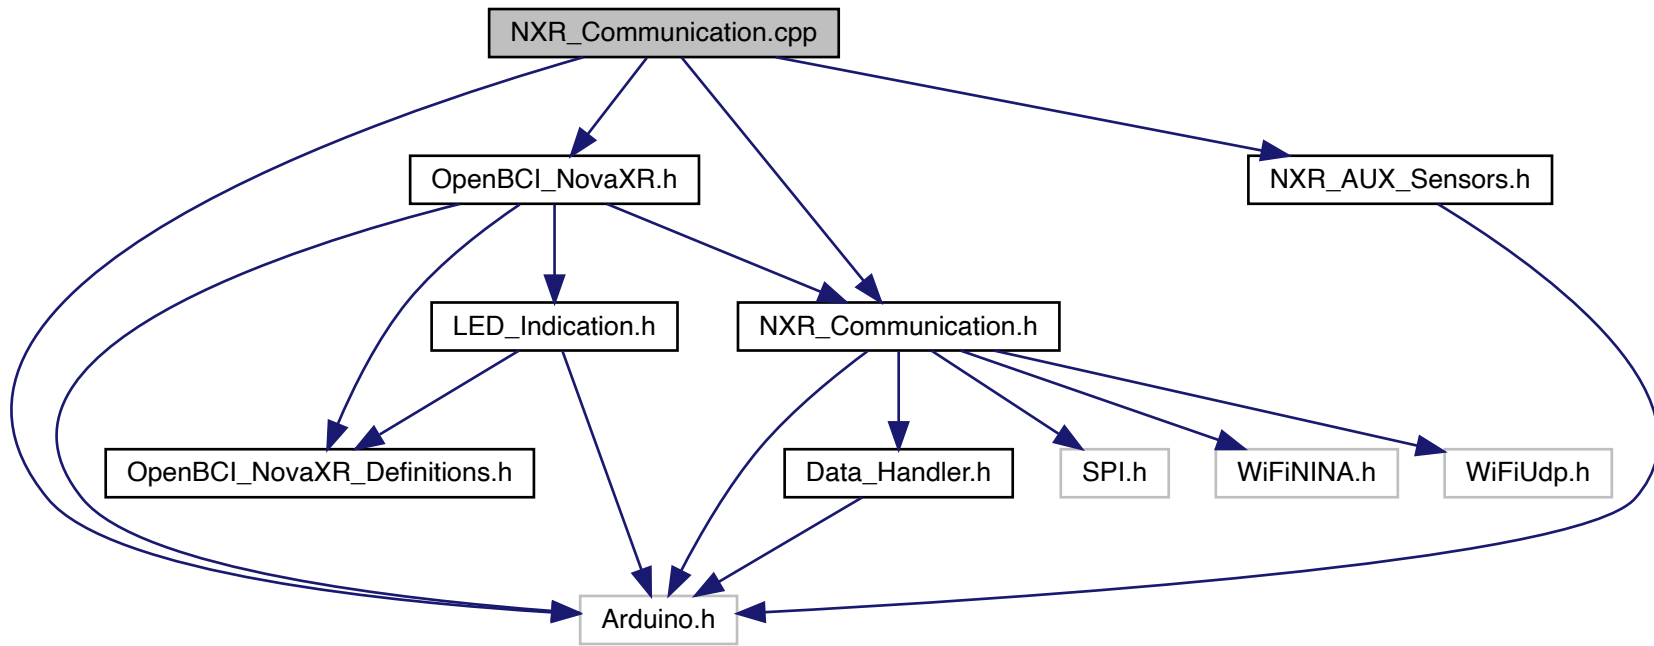 NXR_Communication.cpp
OpenBCI_NovaXR.h
NXR_AUX_Sensors.h
LED_Indication.h
NXR_Communication.h
OpenBCI_NovaXR_Definitions.h
Data_Handler.h
SPI.h
WiFiNINA.h
WiFiUdp.h
Arduino.h